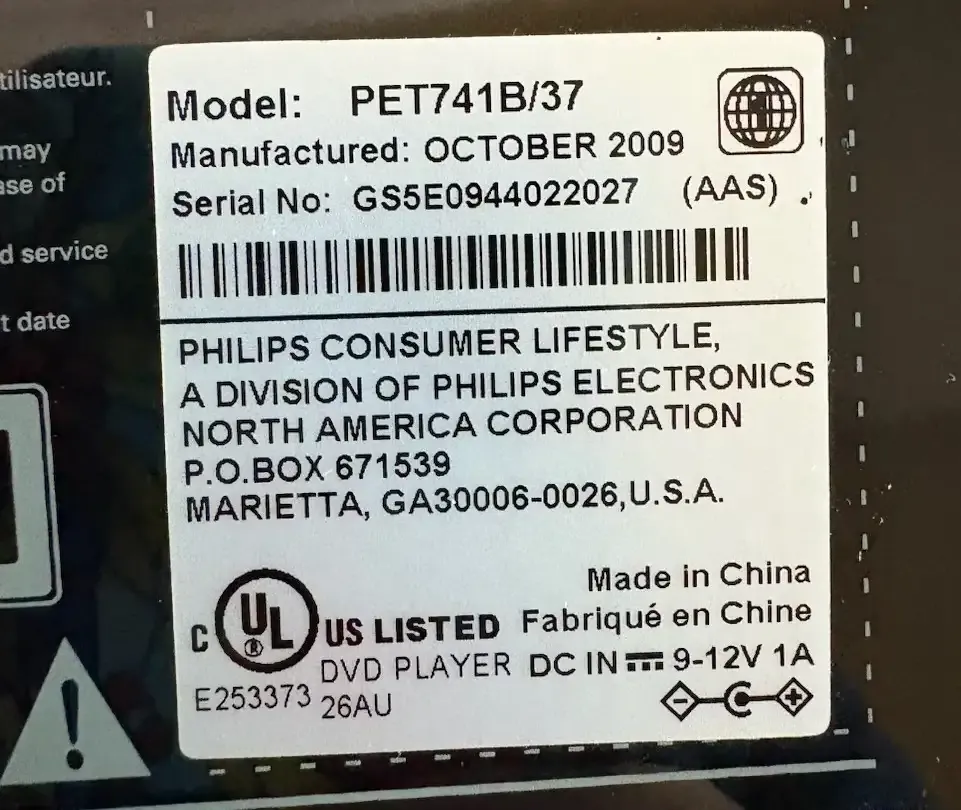 tilisateur.
may
ase of
d service
t date
Model: PET741B/37
Manufactured: OCTOBER 2009
Serial No: GS5E0944022027 (AAS)
PHILIPS CONSUMER LIFESTYLE,
A DIVISION OF PHILIPS ELECTRONICS
NORTH AMERICA CORPORATION
P.O.BOX 671539
MARIETTA, GA30006-0026,U.S.A.
Made in China
Fabriqué en Chine
C UL ® US LISTED
DVD PLAYER DC IN ⎓ 9-12V 1A
E253373 26AU